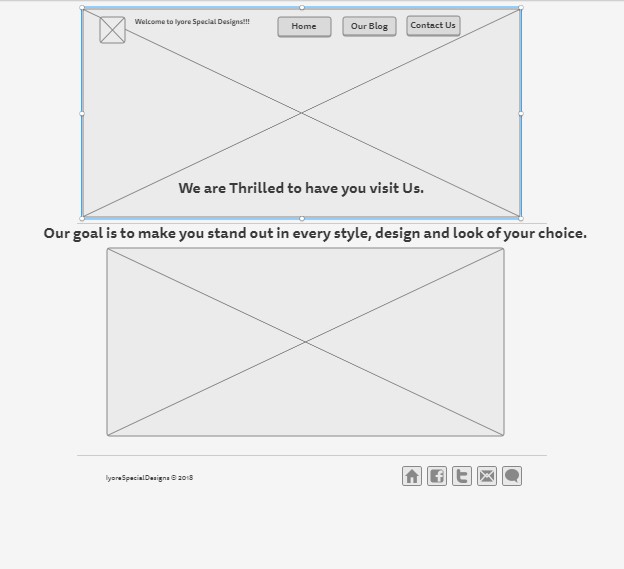 Welcome to Iyore Special Designs!!!
Home
Our Blog
Contact Us
We are Thrilled to have you visit Us.
Our goal is to make you stand out in every style, design and look of your choice.
IyoreSpecialDesigns © 2018